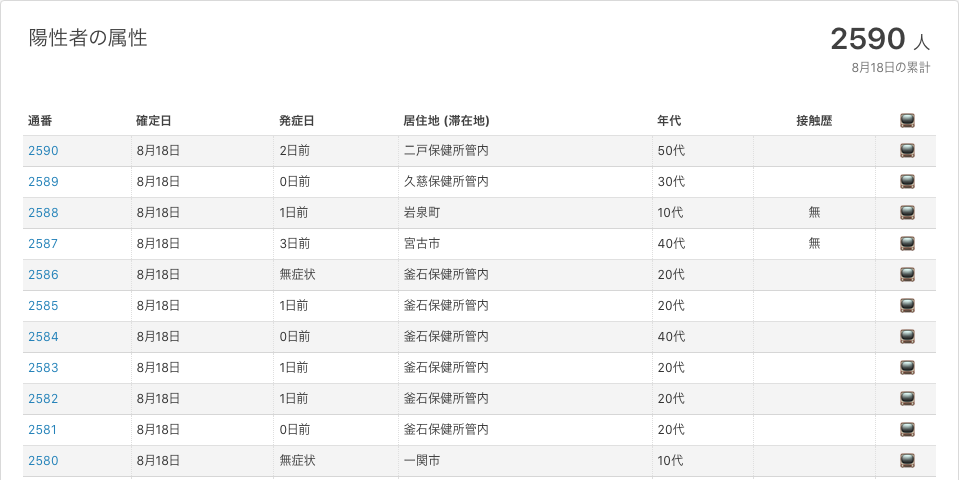 陽性者の属性
2590 人
8月18日の累計
通番 確定日 発症日 居住地 (滞在地) 年代 接触歴
2590 8月18日 2日前 二戸保健所管内 50代
2589 8月18日 0日前 久慈保健所管内 30代
2588 8月18日 1日前 岩泉町 10代 無
2587 8月18日 3日前 宮古市 40代 無
2586 8月18日 無症状 釜石保健所管内 20代
2585 8月18日 1日前 釜石保健所管内 20代
2584 8月18日 0日前 釜石保健所管内 40代
2583 8月18日 1日前 釜石保健所管内 20代
2582 8月18日 1日前 釜石保健所管内 20代
2581 8月18日 0日前 釜石保健所管内 20代
2580 8月18日 無症状 一関市 10代